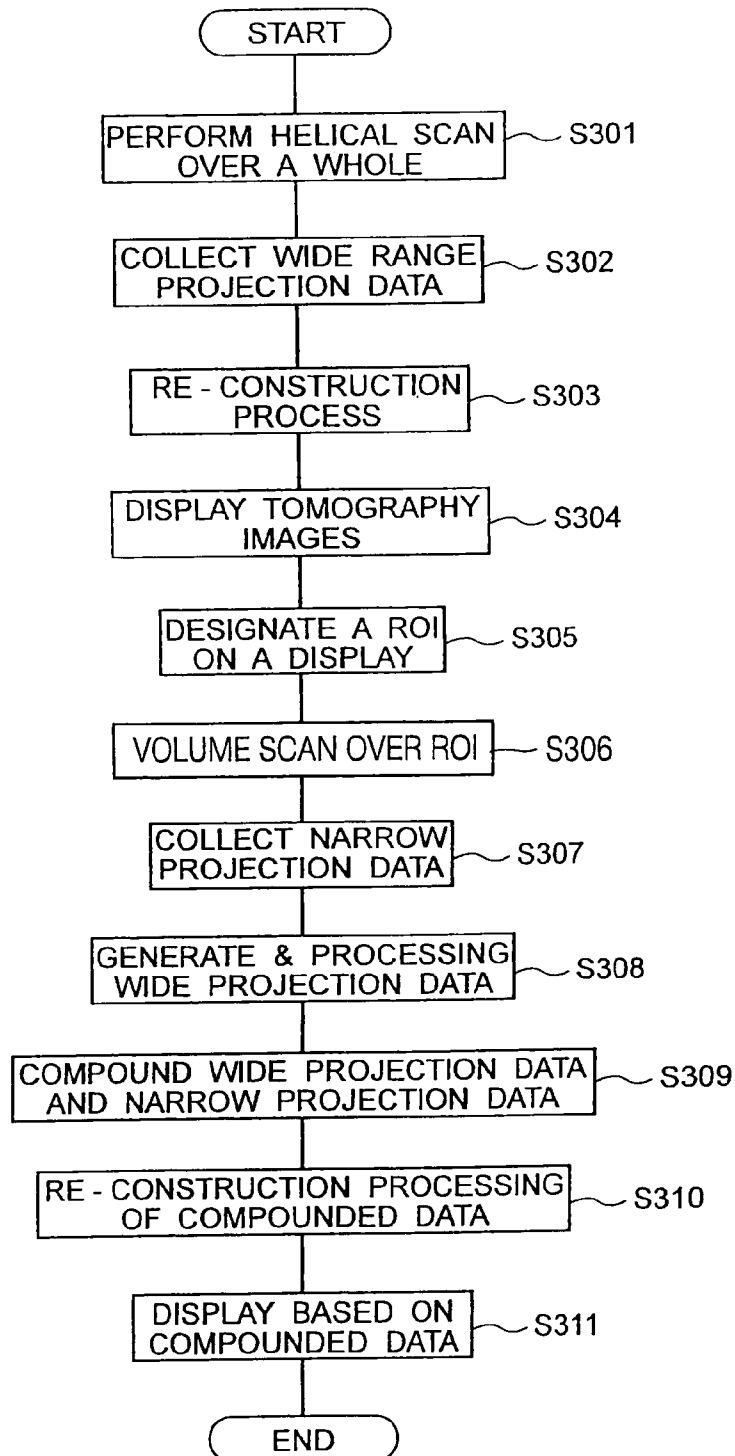 START
PERFORM HELICAL SCAN
OVER A WHOLE
S301
COLLECT WIDE RANGE
PROJECTION DATA
S302
RE - CONSTRUCTION
PROCESS
S303
DISPLAY TOMOGRAPHY
IMAGES
S304
DESIGNATE A ROI
ON A DISPLAY
S305
VOLUME SCAN OVER ROI
S306
COLLECT NARROW
PROJECTION DATA
S307
GENERATE & PROCESSING
WIDE PROJECTION DATA
S308
COMPOUND WIDE PROJECTION DATA
AND NARROW PROJECTION DATA
S309
RE - CONSTRUCTION PROCESSING
OF COMPOUNDED DATA
S310
DISPLAY BASED ON
COMPOUNDED DATA
S311
END